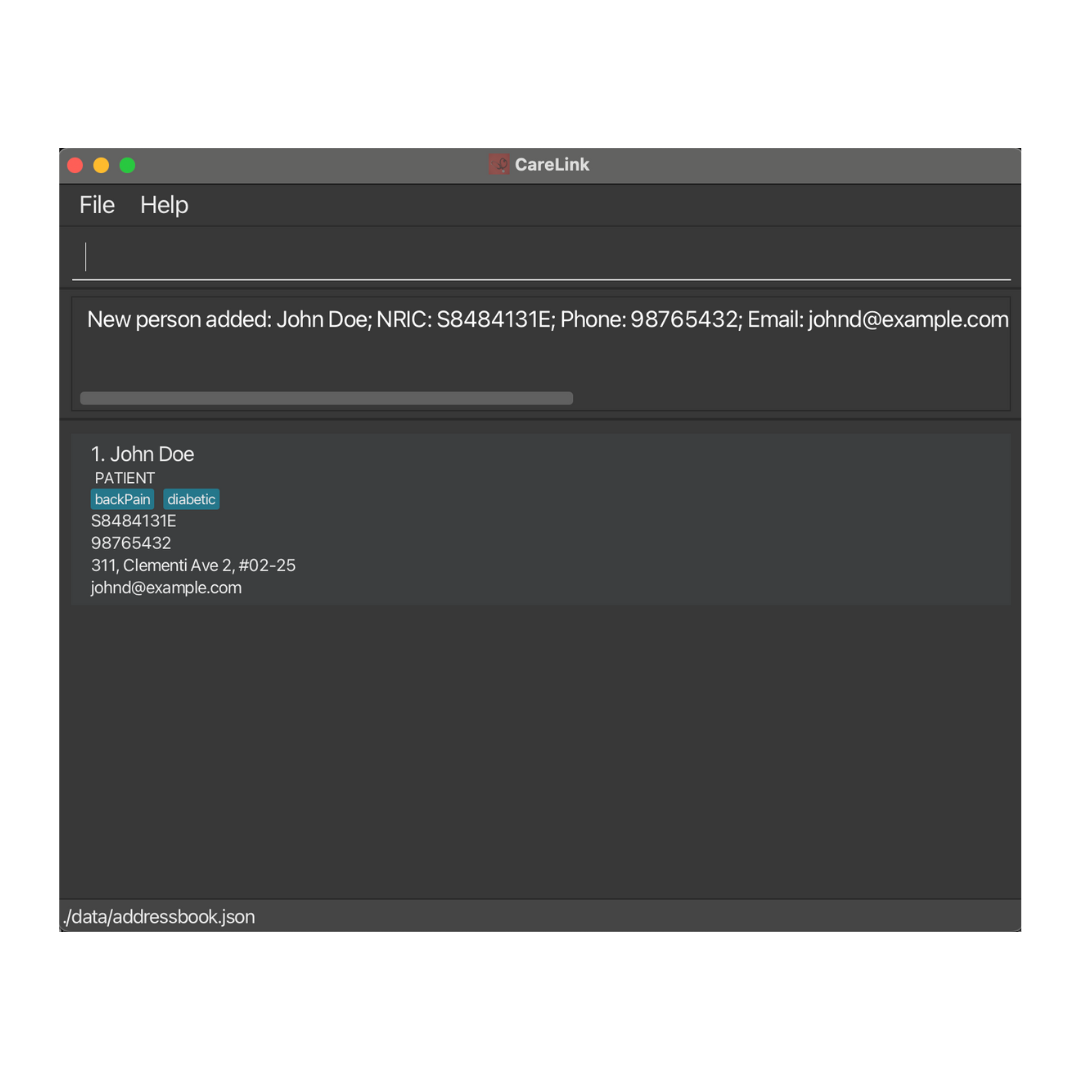 CareLink
File Help
New person added: John Doe; NRIC: S8484131E; Phone: 98765432; Email: johnd@example.com
1. John Doe
PATIENT
backPain diabetic
S8484131E
98765432
311, Clementi Ave 2, #02-25
johnd@example.com
./data/addressbook.json